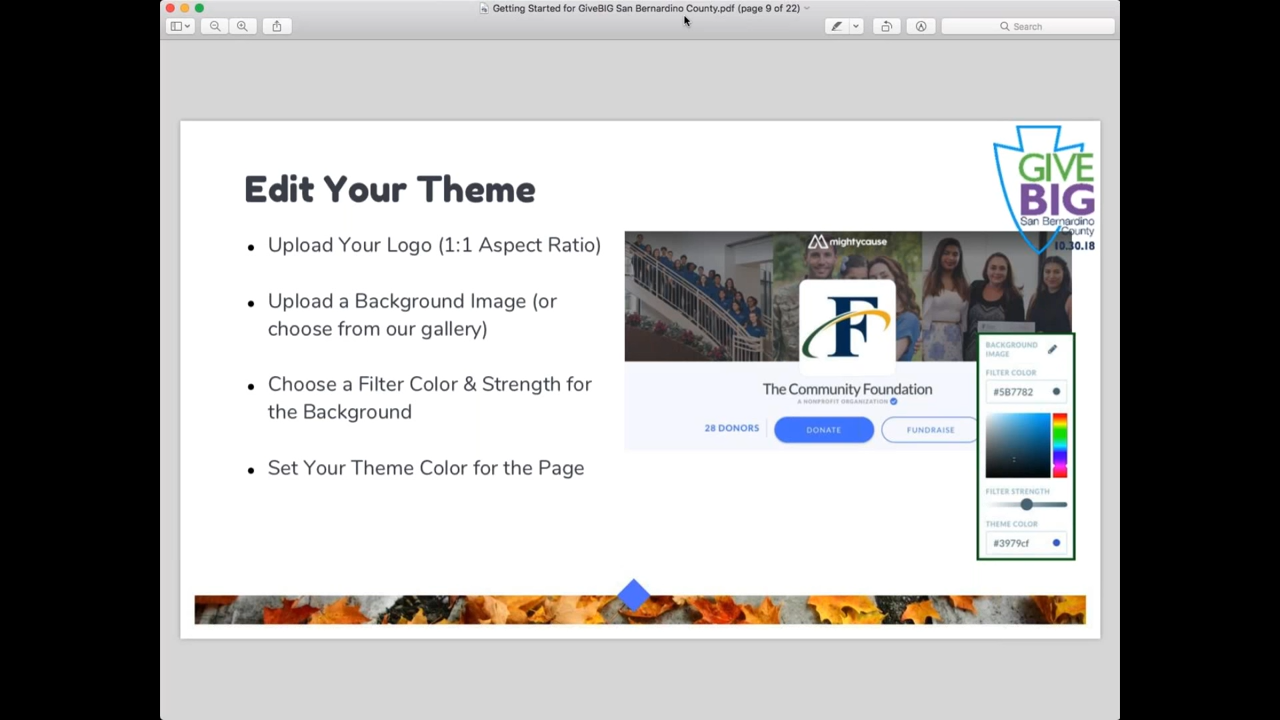 Getting Started for GiveBIG San Bernardino County.pdf (page 9 of 22)
Search
GIVE
BIG
San Bernardino
County
10.30.18
Edit Your Theme
• Upload Your Logo (1:1 Aspect Ratio)
• Upload a Background Image (or
choose from our gallery)
• Choose a Filter Color & Strength for
the Background
• Set Your Theme Color for the Page
mightycause
F
The Community Foundation
A NONPROFIT ORGANIZATION
28 DONORS
DONATE
FUNDRAISE
BACKGROUND
IMAGE
FILTER COLOR
#5B7782
FILTER STRENGTH
THEME COLOR
#3979cf